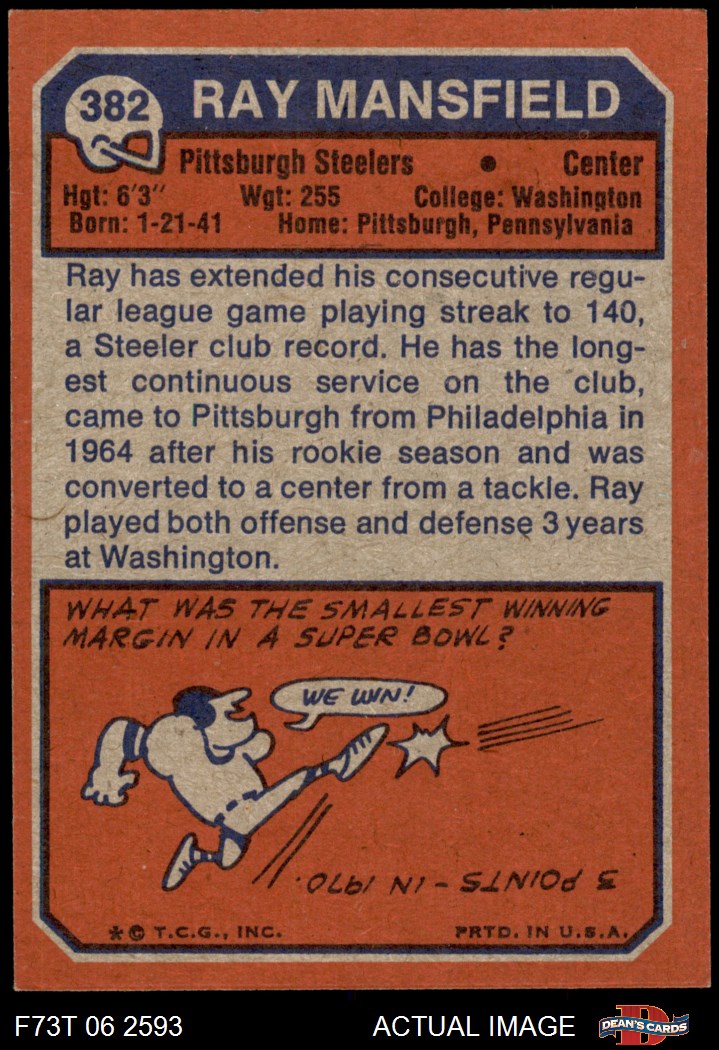 382
RAY MANSFIELD
Pittsburgh Steelers • Center
Hgt: 6'3" Wgt: 255 College: Washington
Born: 1-21-41 Home: Pittsburgh, Pennsylvania
Ray has extended his consecutive regu-
lar league game playing streak to 140,
a Steeler club record. He has the long-
est continuous service on the club,
came to Pittsburgh from Philadelphia in
1964 after his rookie season and was
converted to a center from a tackle. Ray
played both offense and defense 3 years
at Washington.
WHAT WAS THE SMALLEST WINNING
MARGIN IN A SUPER BOWL?
WE WIN!
3 POINTS - IN 1970.
* © T.C.G., INC. PRTD. IN U.S.A.
F73T 06 2593 ACTUAL IMAGE D DEAN'S CARDS